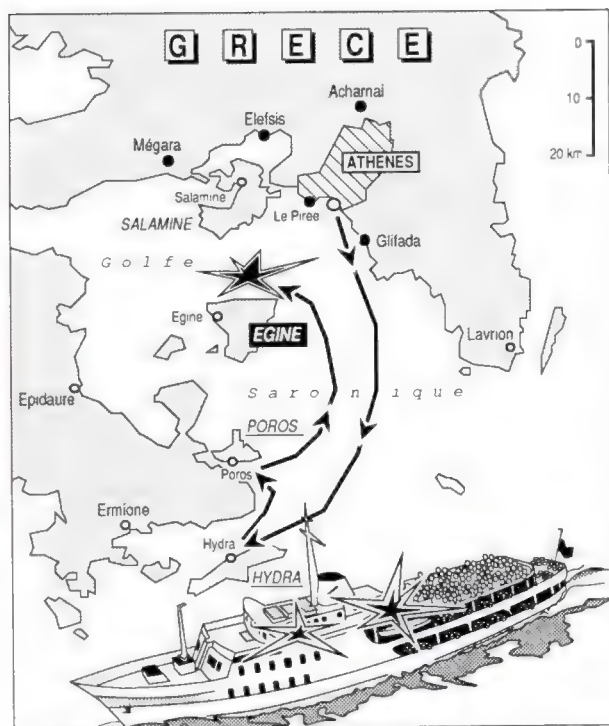 GRECE
0
10
20 km
Acharnai
Elefsis
Mégara
ATHENES
Salamine
SALAMINE
Le Pirée
Glifada
Golfe
Egine
EGINE
Lavrion
Saronique
Epidaure
POROS
Poros
Ermione
Hydra
HYDRA